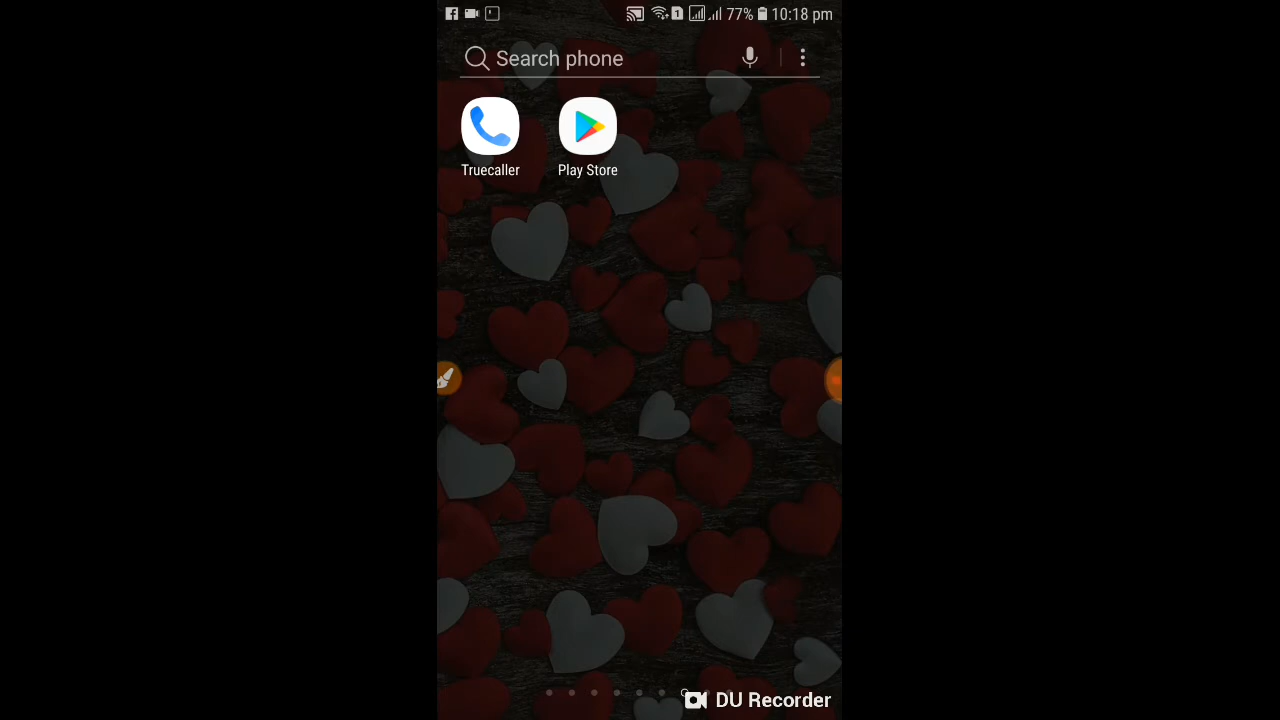 77% 10:18 pm
Search phone
Truecaller
Play Store
DU Recorder